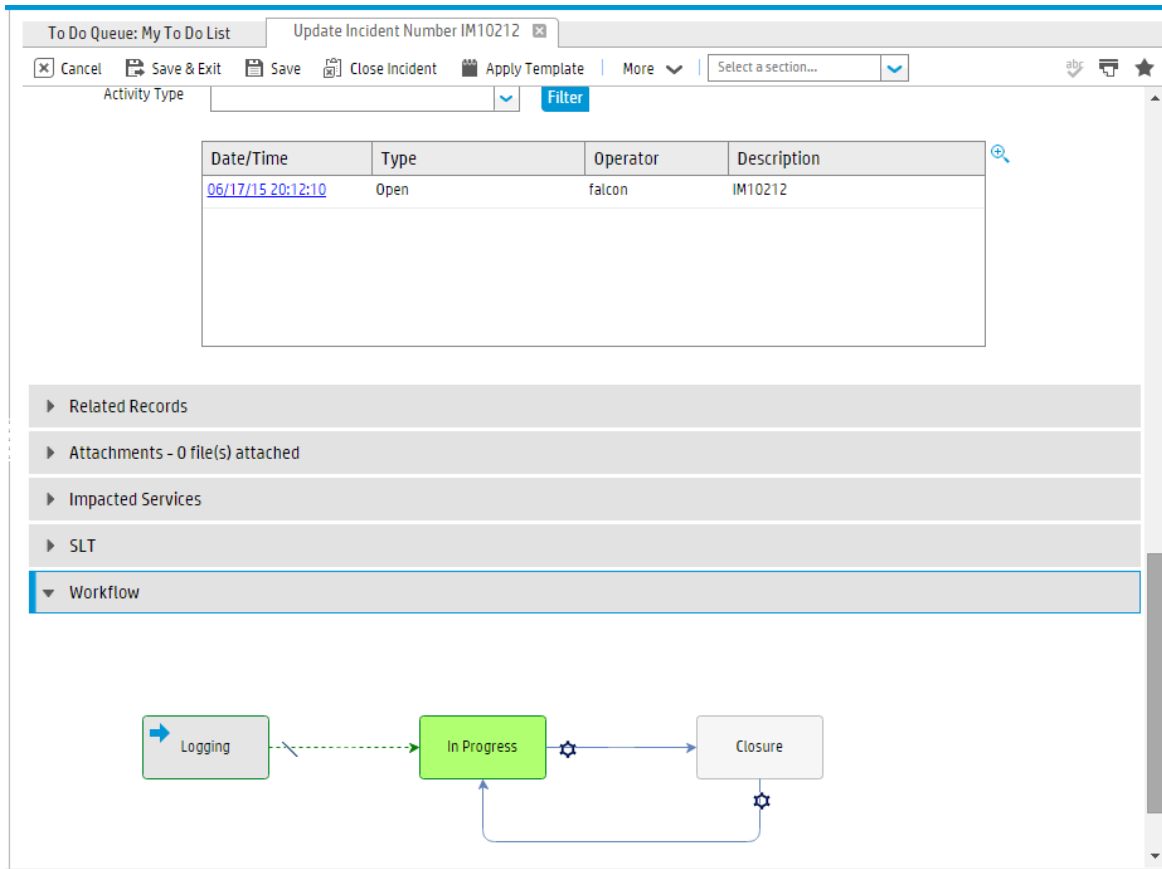 To Do Queue: My To Do List Update Incident Number IM10212
Cancel Save & Exit Save Close Incident Apply Template More Select a section... abc
Activity Type Filter
Date/Time Type Operator Description
06/17/15 20:12:10 Open falcon IM10212
Related Records
Attachments - 0 file(s) attached
Impacted Services
SLT
Workflow
Logging In Progress Closure